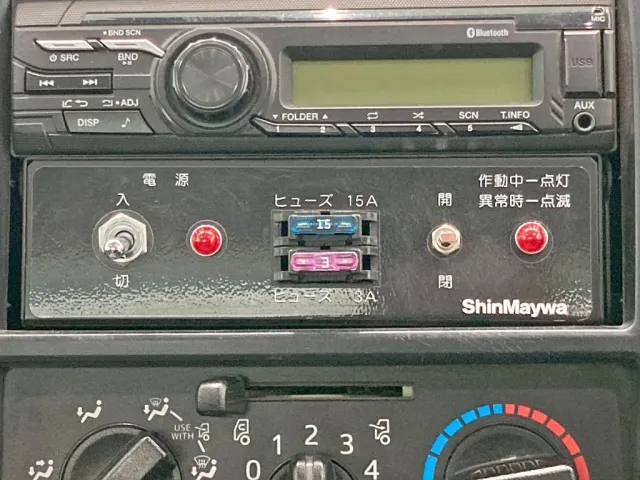 MIC
• BND SCN
Bluetooth
SRC
BND
USB
• ADJ
AUX
DISP
FOLDER
SCN
T.INFO
1 2 3 4 5 6
電源
入
切
ヒューズ 15A
15
3
ヒューズ 3A
開
閉
作動中ー点灯
異常時ー点滅
ShinMaywa
USE
WITH
0 1 2 3 4